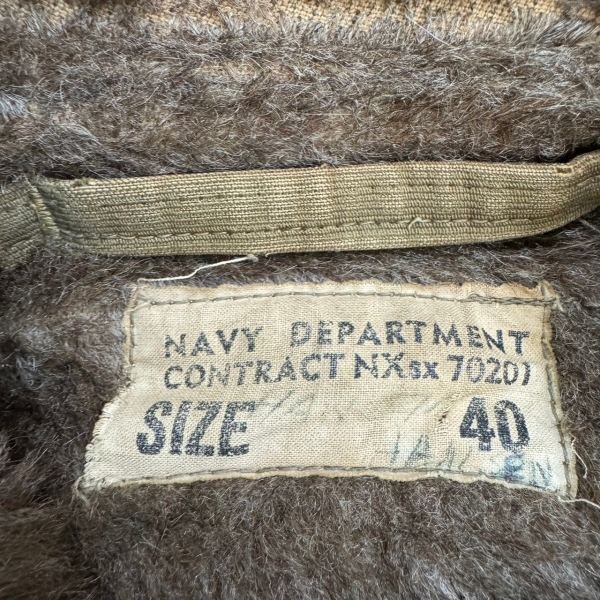 NAVY DEPARTMENT
CONTRACT NXsx 70201
SIZE 40